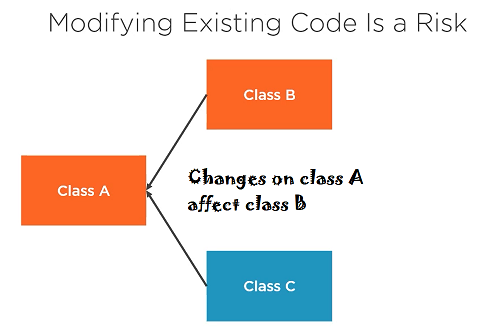 Modifying Existing Code Is a Risk
Class B
Class A
Changes on class A
affect class B
Class C